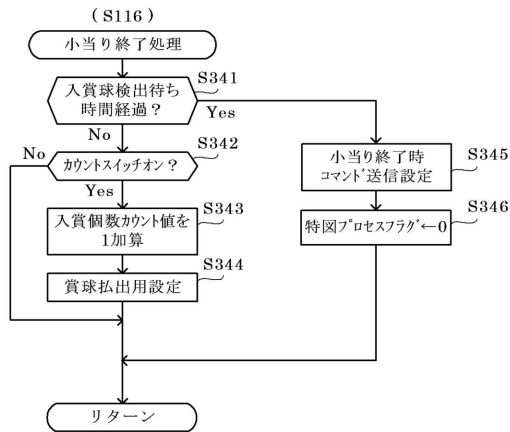 (S116)
小当り終了処理
入賞球検出待ち
時間経過?
S341
Yes
No
カウントスイッチオン?
S342
No
Yes
入賞個数カウント値を
1加算
S343
賞球払出用設定
S344
小当り終了時
コマンド送信設定
S345
特図プロセスフラグ←0
S346
リターン